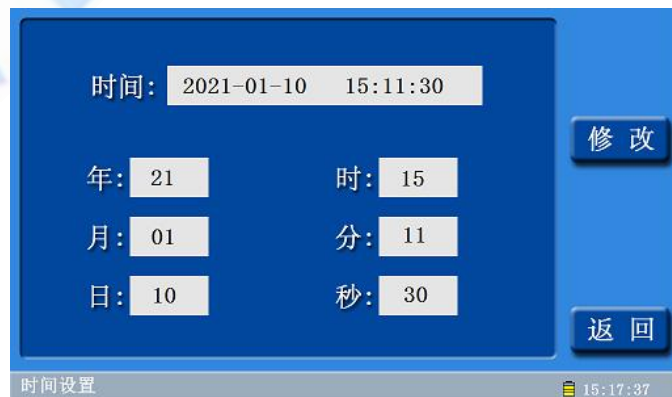 时间: 2021-01-10 15:11:30
修 改
年: 21 时: 15
月: 01 分: 11
日: 10 秒: 30
返 回
时间设置 15:17:37